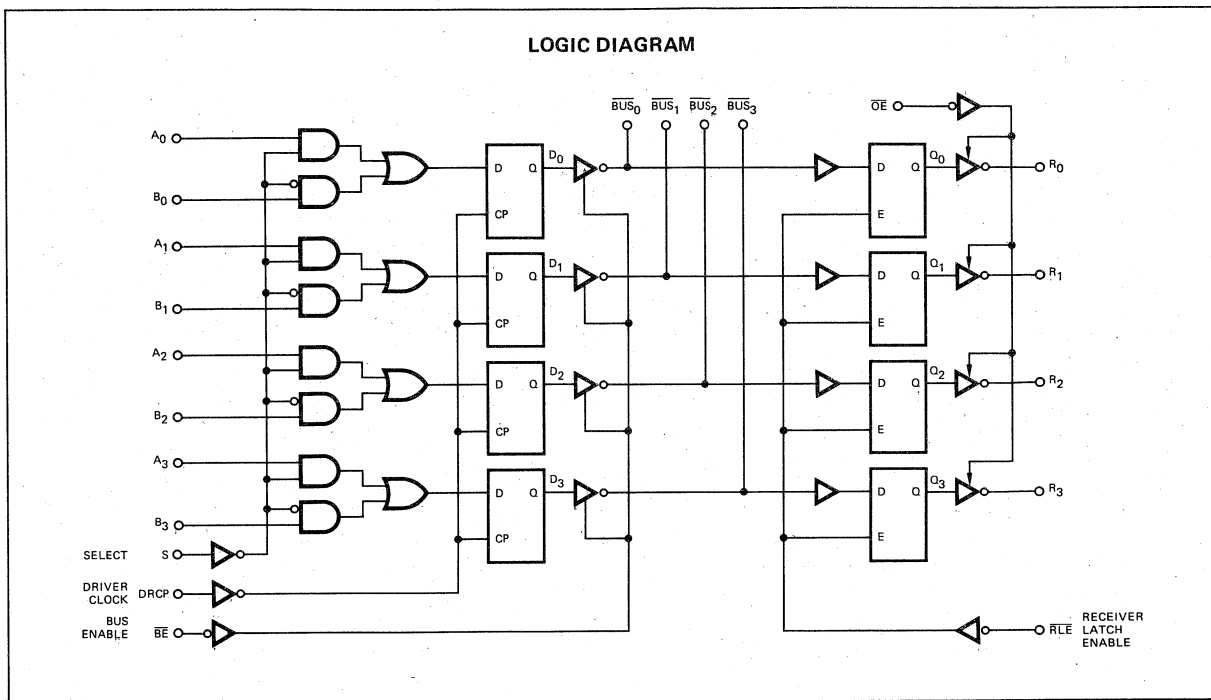 LOGIC DIAGRAM
BUS0 BUS1 BUS2 BUS3
OE
A0
B0
D Q D0
CP
D Q Q0
E
R0
A1
B1
D Q D1
CP
D Q Q1
E
R1
A2
B2
D Q D2
CP
D Q Q2
E
R2
A3
B3
D Q D3
CP
D Q Q3
E
R3
SELECT S
DRIVER
CLOCK DRCP
BUS
ENABLE BE
RLE RECEIVER
LATCH
ENABLE